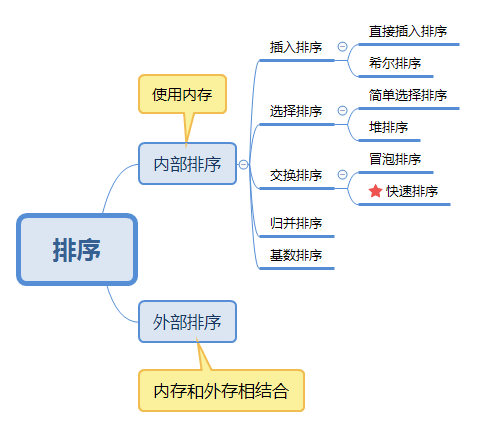 排序
使用内存
内部排序
插入排序
直接插入排序
希尔排序
选择排序
简单选择排序
堆排序
交换排序
冒泡排序
快速排序
归并排序
基数排序
外部排序
内存和外存相结合